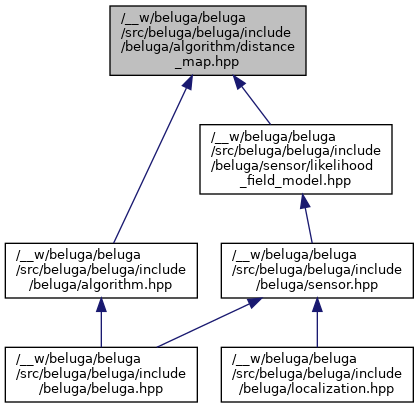 /__w/beluga/beluga
/src/beluga/beluga/include
/beluga/algorithm/distance
_map.hpp
/__w/beluga/beluga
/src/beluga/beluga/include
/beluga/sensor/likelihood
_field_model.hpp
/__w/beluga/beluga
/src/beluga/beluga/include
/beluga/algorithm.hpp
/__w/beluga/beluga
/src/beluga/beluga/include
/beluga/sensor.hpp
/__w/beluga/beluga
/src/beluga/beluga/include
/beluga/beluga.hpp
/__w/beluga/beluga
/src/beluga/beluga/include
/beluga/localization.hpp